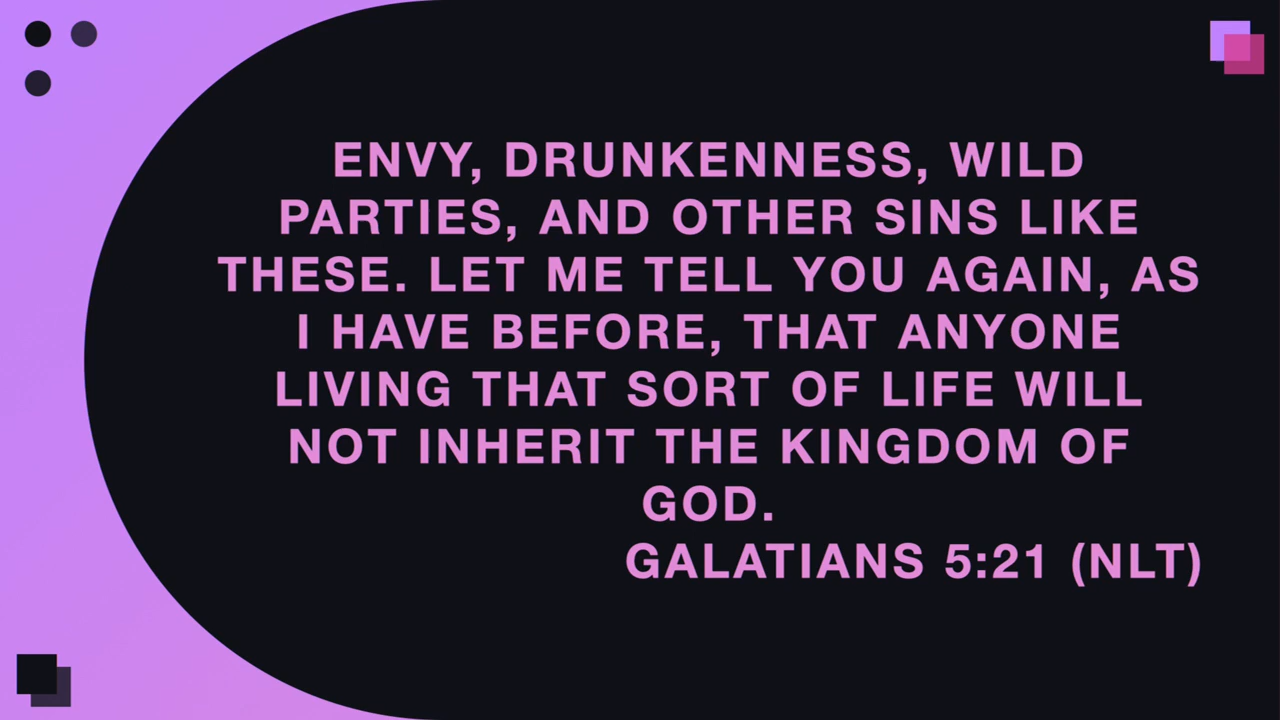 ENVY, DRUNKENNESS, WILD
PARTIES, AND OTHER SINS LIKE
THESE. LET ME TELL YOU AGAIN, AS
I HAVE BEFORE, THAT ANYONE
LIVING THAT SORT OF LIFE WILL
NOT INHERIT THE KINGDOM OF
GOD.
GALATIANS 5:21 (NLT)